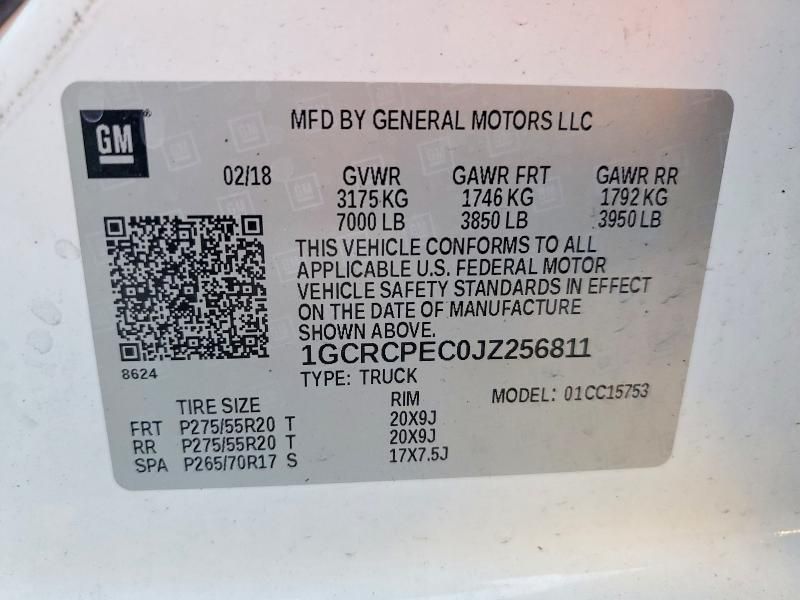 GM
MFD BY GENERAL MOTORS LLC
02/18 GVWR GAWR FRT GAWR RR
3175 KG 1746 KG 1792 KG
7000 LB 3850 LB 3950 LB
THIS VEHICLE CONFORMS TO ALL
APPLICABLE U.S. FEDERAL MOTOR
VEHICLE SAFETY STANDARDS IN EFFECT
ON THE DATE OF MANUFACTURE
SHOWN ABOVE.
1GCRCPEC0JZ256811
8624
TYPE: TRUCK MODEL: 01CC15753
TIRE SIZE RIM
FRT P275/55R20 T 20X9J
RR P275/55R20 T 20X9J
SPA P265/70R17 S 17X7.5J